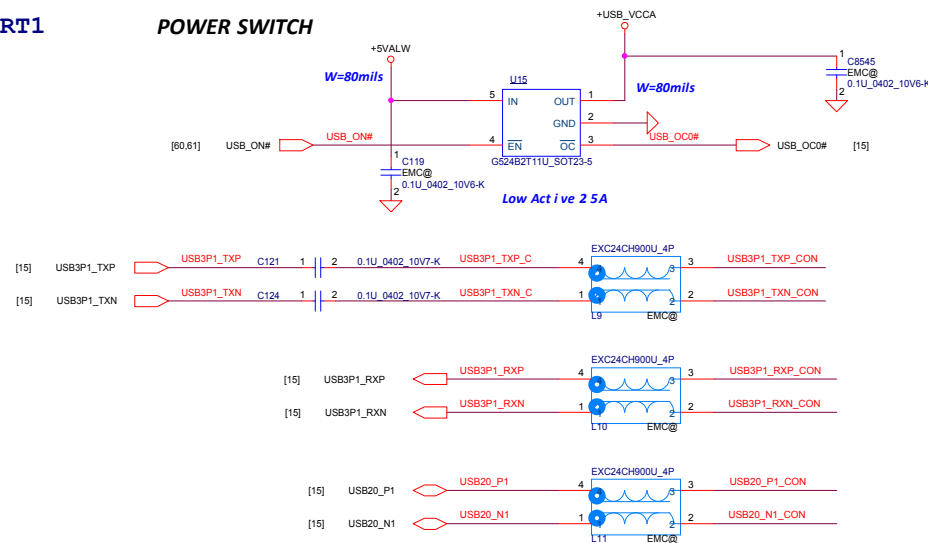 RT1
POWER SWITCH
+USB_VCCA
+5VALW
W=80mils
U15
W=80mils
1
C8545
EMC@
0.1U_0402_10V6-K
2
5 IN OUT 1
GND 2
[60,61] USB_ON# USB_ON# 4 EN OC 3 USB_OC0# USB_OC0# [15]
G524B2T11U_SOT23-5
1
C119
EMC@
0.1U_0402_10V6-K
2
Low Act i ve 2 5A
EXC24CH900U_4P
[15] USB3P1_TXP USB3P1_TXP C121 1 2 0.1U_0402_10V7-K USB3P1_TXP_C 4 3 3 USB3P1_TXP_CON
[15] USB3P1_TXN USB3P1_TXN C124 1 2 0.1U_0402_10V7-K USB3P1_TXN_C 1 2 2 USB3P1_TXN_CON
L9 EMC@
EXC24CH900U_4P
[15] USB3P1_RXP USB3P1_RXP 4 3 3 USB3P1_RXP_CON
[15] USB3P1_RXN USB3P1_RXN 1 2 2 USB3P1_RXN_CON
L10 EMC@
EXC24CH900U_4P
[15] USB20_P1 USB20_P1 4 3 3 USB20_P1_CON
[15] USB20_N1 USB20_N1 1 2 2 USB20_N1_CON
L11 EMC@